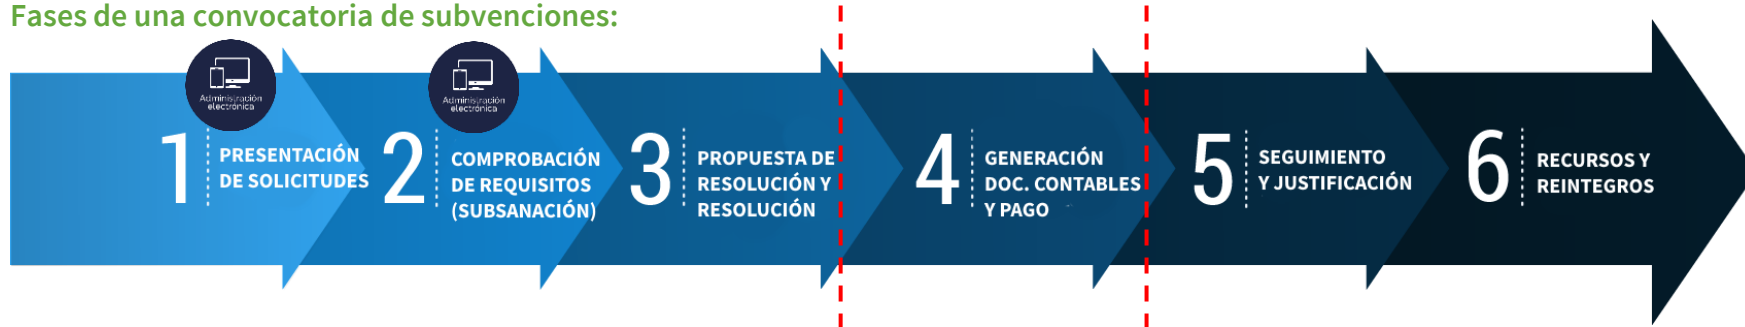 Fases de una convocatoria de subvenciones:
Administración
electrónica
Administración
electrónica
1
PRESENTACIÓN
DE SOLICITUDES
2
COMPROBACIÓN
DE REQUISITOS
(SUBSANACIÓN)
3
PROPUESTA DE
RESOLUCIÓN Y
RESOLUCIÓN
4
GENERACIÓN
DOC. CONTABLES
Y PAGO
5
SEGUIMIENTO
Y JUSTIFICACIÓN
6
RECURSOS Y
REINTEGROS